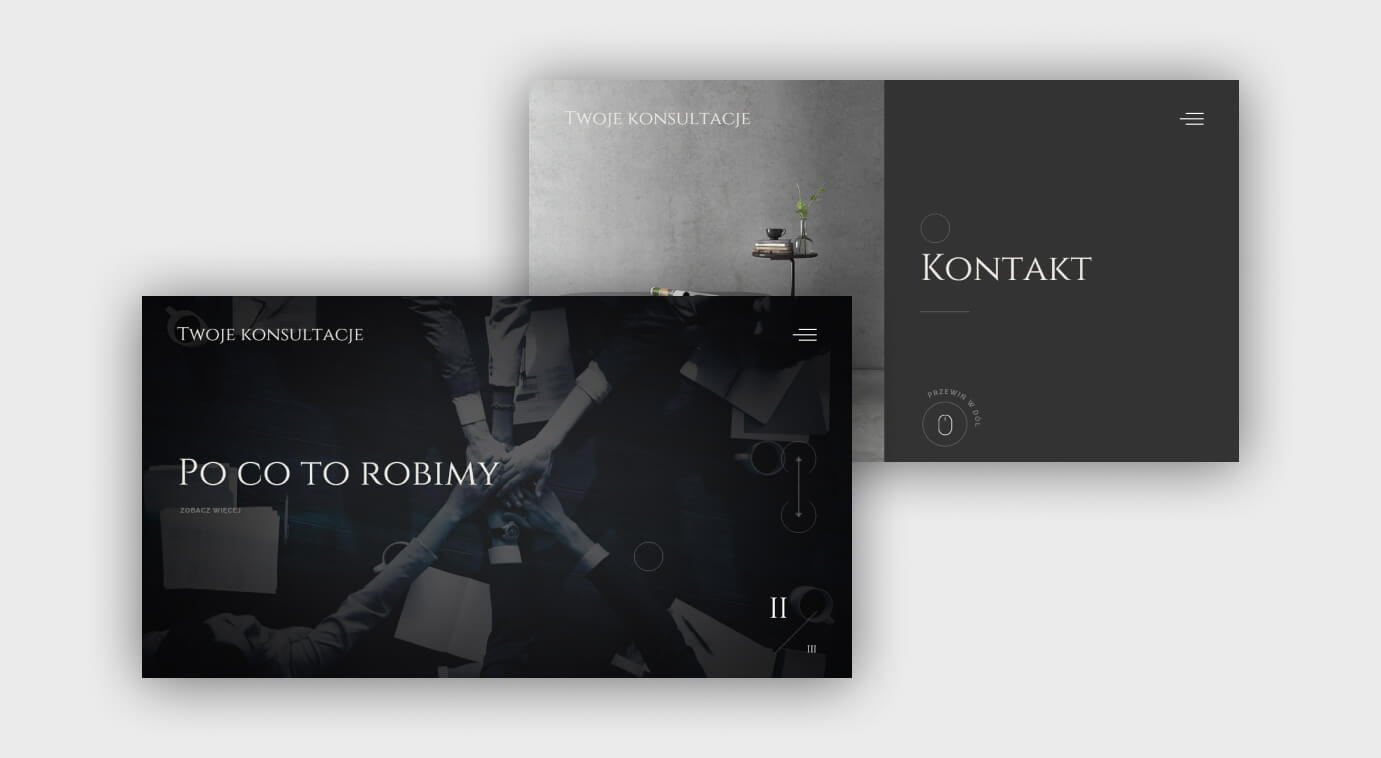 Twoje konsultacje
Kontakt
PRZEWIŃ W DÓŁ
Twoje konsultacje
Po co to robimy
ZOBACZ WIĘCEJ
II
III